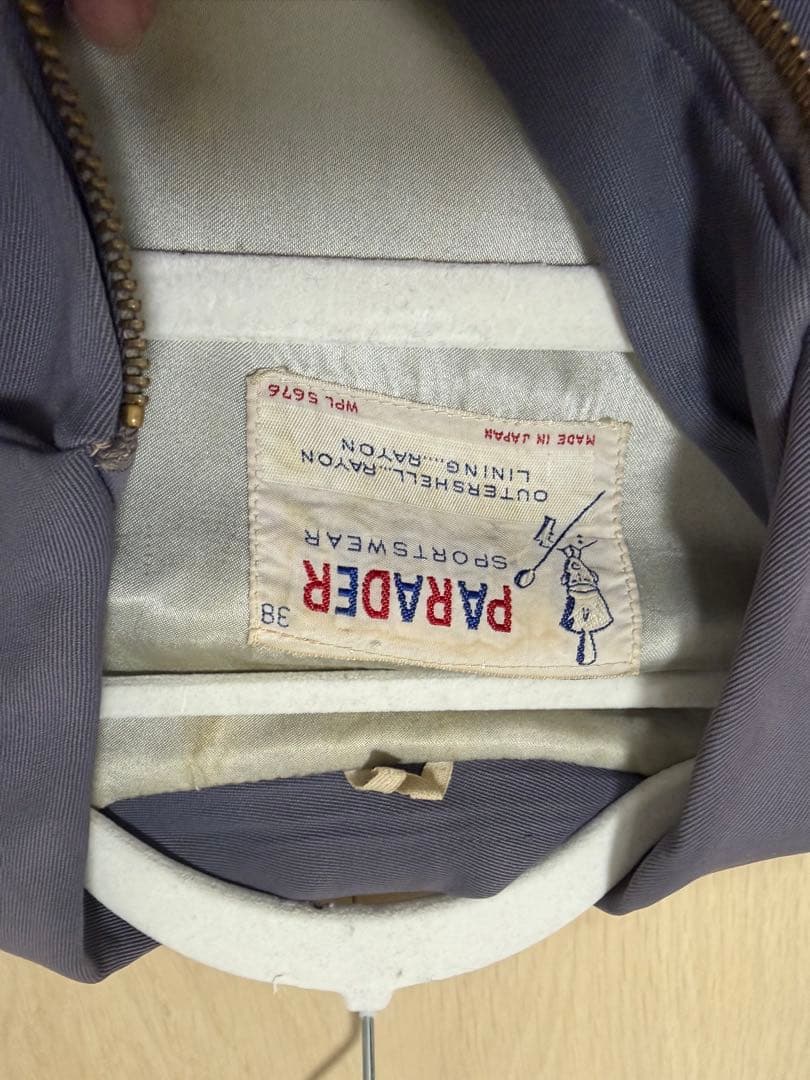 PARADER
38
SPORTSWEAR
OUTERSHELL...RAYON
LINING....RAYON
MADE IN JAPAN
WPL 5676